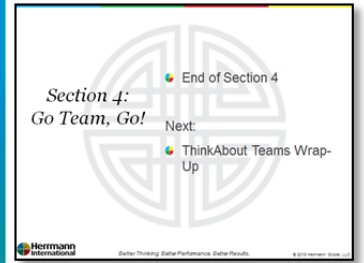 Section 4:
Go Team, Go!
End of Section 4
Next:
ThinkAbout Teams Wrap-
Up
Herrmann
International
Better Thinking. Better Performance. Better Results.